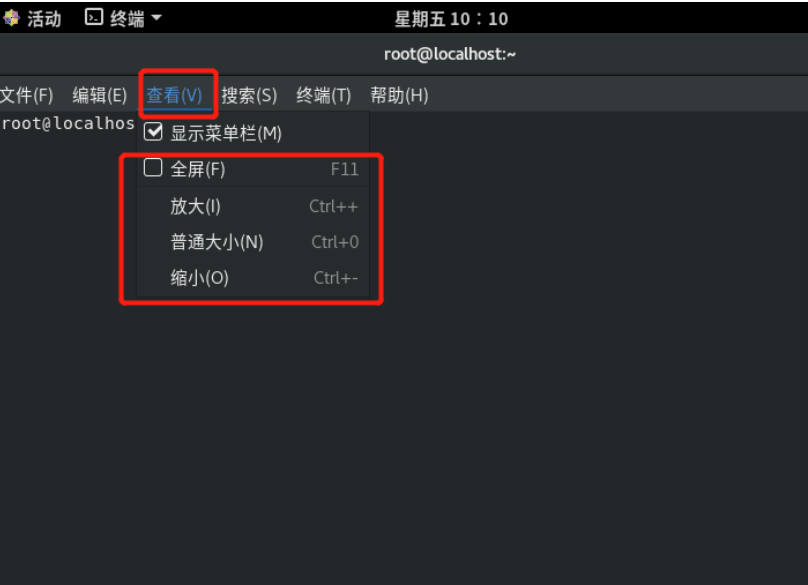 活动 终端 星期五 10：10
root@localhost:~
文件(F) 编辑(E) 查看(V) 搜索(S) 终端(T) 帮助(H)
root@localhos
显示菜单栏(M)
全屏(F) F11
放大(I) Ctrl++
普通大小(N) Ctrl+0
缩小(O) Ctrl+-